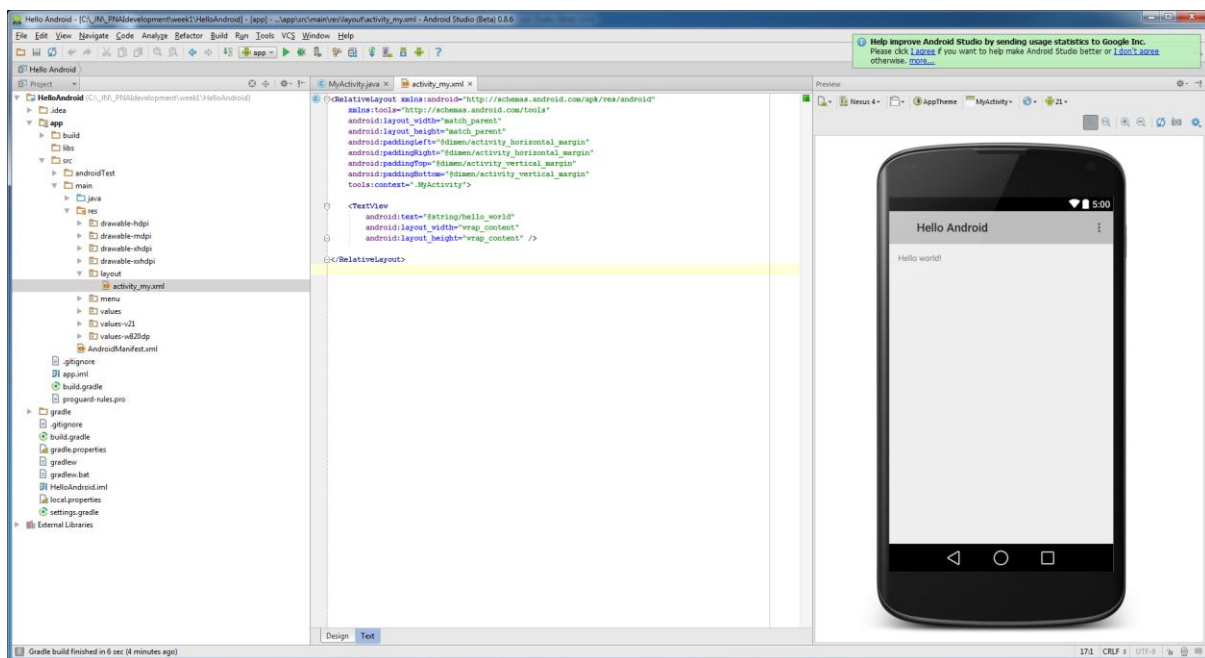 Hello Android - [C:\_JN\_PNAIdevelopment\week1\HelloAndroid] - [app] - ...\app\src\main\res\layout\activity_my.xml - Android Studio (Beta) 0.8.6
File Edit View Navigate Code Analyze Refactor Build Run Tools VCS Window Help
app
?
Help improve Android Studio by sending usage statistics to Google Inc.
Please click I agree if you want to help make Android Studio better or I don't agree
otherwise. more...
Hello Android
Project
HelloAndroid (C:\_JN\_PNAIdevelopment\week1\HelloAndroid)
.idea
app
build
libs
src
androidTest
main
java
res
drawable-hdpi
drawable-mdpi
drawable-xhdpi
drawable-xxhdpi
layout
activity_my.xml
menu
values
values-v21
values-w820dp
AndroidManifest.xml
.gitignore
app.iml
build.gradle
proguard-rules.pro
gradle
.gitignore
build.gradle
gradle.properties
gradlew
gradlew.bat
HelloAndroid.iml
local.properties
settings.gradle
External Libraries
MyActivity.java activity_my.xml
<RelativeLayout xmlns:android="http://schemas.android.com/apk/res/android"
xmlns:tools="http://schemas.android.com/tools"
android:layout_width="match_parent"
android:layout_height="match_parent"
android:paddingLeft="@dimen/activity_horizontal_margin"
android:paddingRight="@dimen/activity_horizontal_margin"
android:paddingTop="@dimen/activity_vertical_margin"
android:paddingBottom="@dimen/activity_vertical_margin"
tools:context=".MyActivity">
<TextView
android:text="@string/hello_world"
android:layout_width="wrap_content"
android:layout_height="wrap_content" />
</RelativeLayout>
Design Text
Preview
Nexus 4 AppTheme MyActivity 21
5:00
Hello Android
Hello world!
Gradle build finished in 6 sec (4 minutes ago)
17:1 CRLF UTF-8